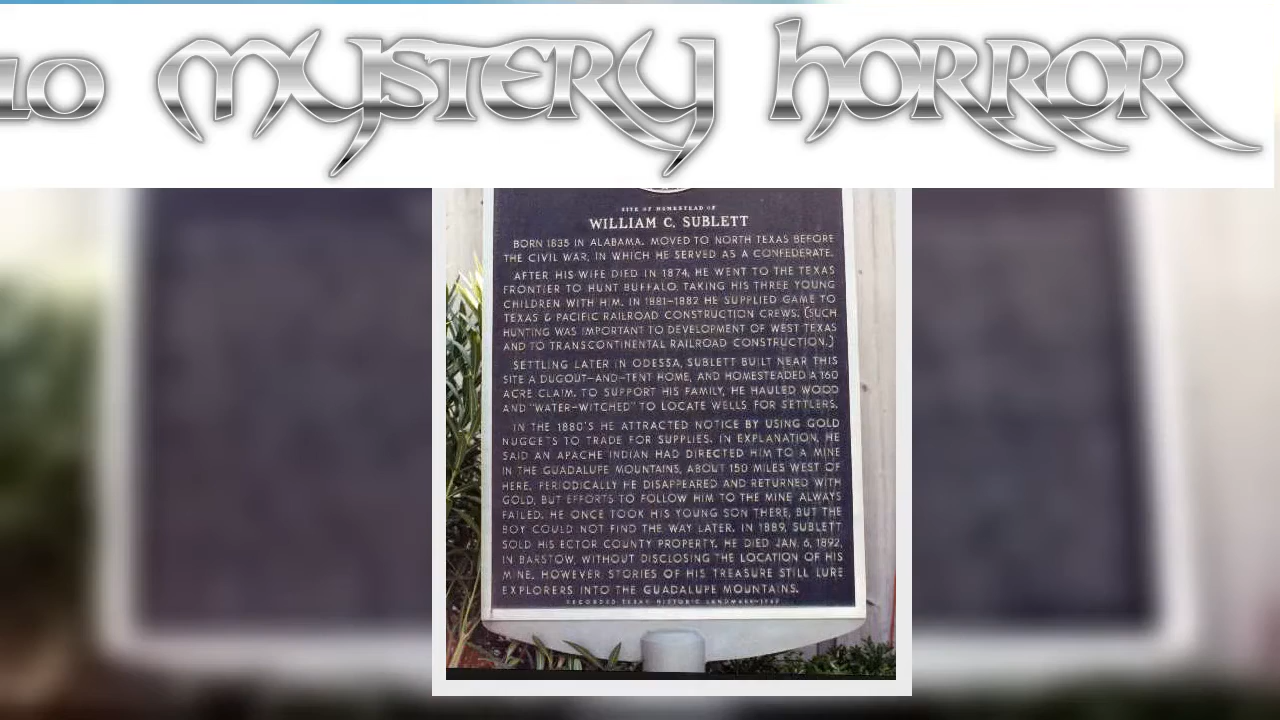 10 MYSTERY HORROR
SITE OF HOMESTEAD OF
WILLIAM C. SUBLETT
BORN 1835 IN ALABAMA. MOVED TO NORTH TEXAS BEFORE
THE CIVIL WAR, IN WHICH HE SERVED AS A CONFEDERATE.
AFTER HIS WIFE DIED IN 1874, HE WENT TO THE TEXAS
FRONTIER TO HUNT BUFFALO, TAKING HIS THREE YOUNG
CHILDREN WITH HIM. IN 1881-1882 HE SUPPLIED GAME TO
TEXAS & PACIFIC RAILROAD CONSTRUCTION CREWS. (SUCH
HUNTING WAS IMPORTANT TO DEVELOPMENT OF WEST TEXAS
AND TO TRANSCONTINENTAL RAILROAD CONSTRUCTION.)
SETTLING LATER IN ODESSA, SUBLETT BUILT NEAR THIS
SITE A DUGOUT-AND-TENT HOME, AND HOMESTEADED A 160
ACRE CLAIM. TO SUPPORT HIS FAMILY, HE HAULED WOOD
AND "WATER-WITCHED" TO LOCATE WELLS FOR SETTLERS.
IN THE 1880'S HE ATTRACTED NOTICE BY USING GOLD
NUGGETS TO TRADE FOR SUPPLIES. IN EXPLANATION, HE
SAID AN APACHE INDIAN HAD DIRECTED HIM TO A MINE
IN THE GUADALUPE MOUNTAINS, ABOUT 150 MILES WEST OF
HERE. PERIODICALLY HE DISAPPEARED AND RETURNED WITH
GOLD, BUT EFFORTS TO FOLLOW HIM TO THE MINE ALWAYS
FAILED. HE ONCE TOOK HIS YOUNG SON THERE, BUT THE
BOY COULD NOT FIND THE WAY LATER. IN 1889, SUBLETT
SOLD HIS ECTOR COUNTY PROPERTY. HE DIED JAN. 6, 1892,
IN BARSTOW, WITHOUT DISCLOSING THE LOCATION OF HIS
MINE. HOWEVER, STORIES OF HIS TREASURE STILL LURE
EXPLORERS INTO THE GUADALUPE MOUNTAINS.
RECORDED TEXAS HISTORIC LANDMARK